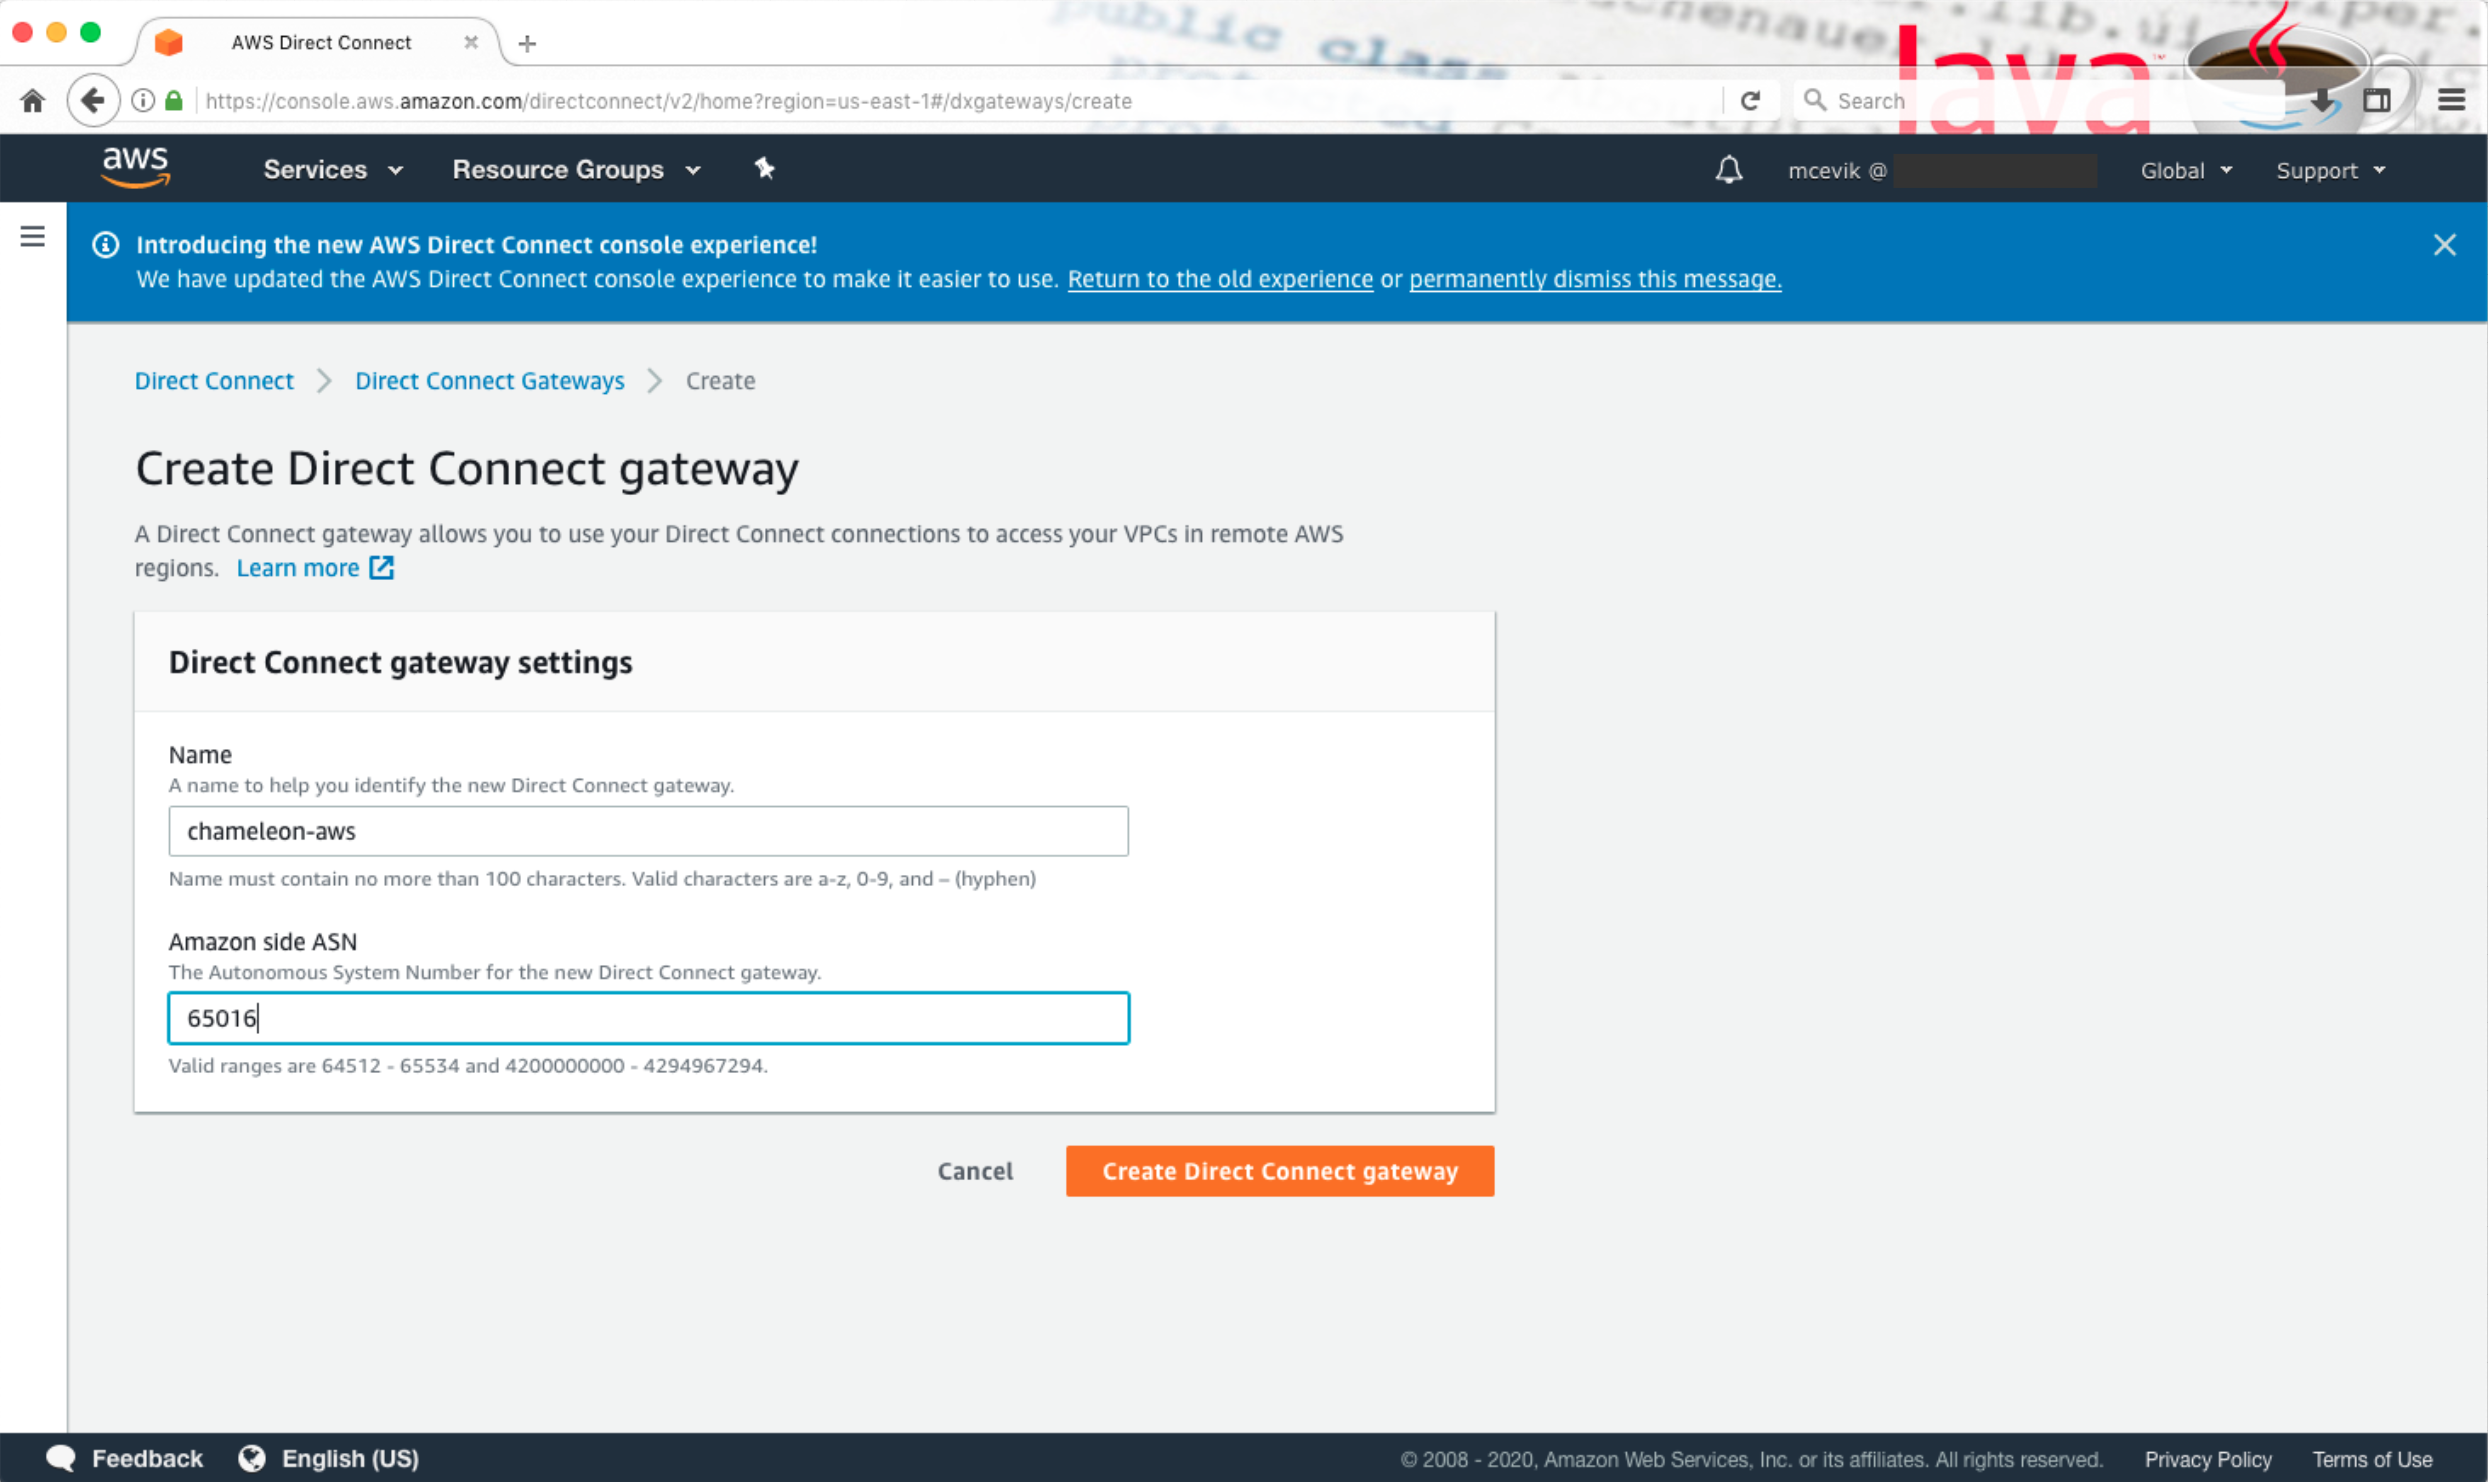 AWS Direct Connect
public class
https://console.aws.amazon.com/directconnect/v2/home?region=us-east-1#/dxgateways/create
Search
aws
Services
Resource Groups
mcevik @
Global
Support
Introducing the new AWS Direct Connect console experience!
We have updated the AWS Direct Connect console experience to make it easier to use. Return to the old experience or permanently dismiss this message.
Direct Connect
Direct Connect Gateways
Create
Create Direct Connect gateway
A Direct Connect gateway allows you to use your Direct Connect connections to access your VPCs in remote AWS
regions. Learn more
Direct Connect gateway settings
Name
A name to help you identify the new Direct Connect gateway.
chameleon-aws
Name must contain no more than 100 characters. Valid characters are a-z, 0-9, and – (hyphen)
Amazon side ASN
The Autonomous System Number for the new Direct Connect gateway.
65016
Valid ranges are 64512 - 65534 and 4200000000 - 4294967294.
Cancel
Create Direct Connect gateway
Feedback
English (US)
© 2008 - 2020, Amazon Web Services, Inc. or its affiliates. All rights reserved.
Privacy Policy
Terms of Use